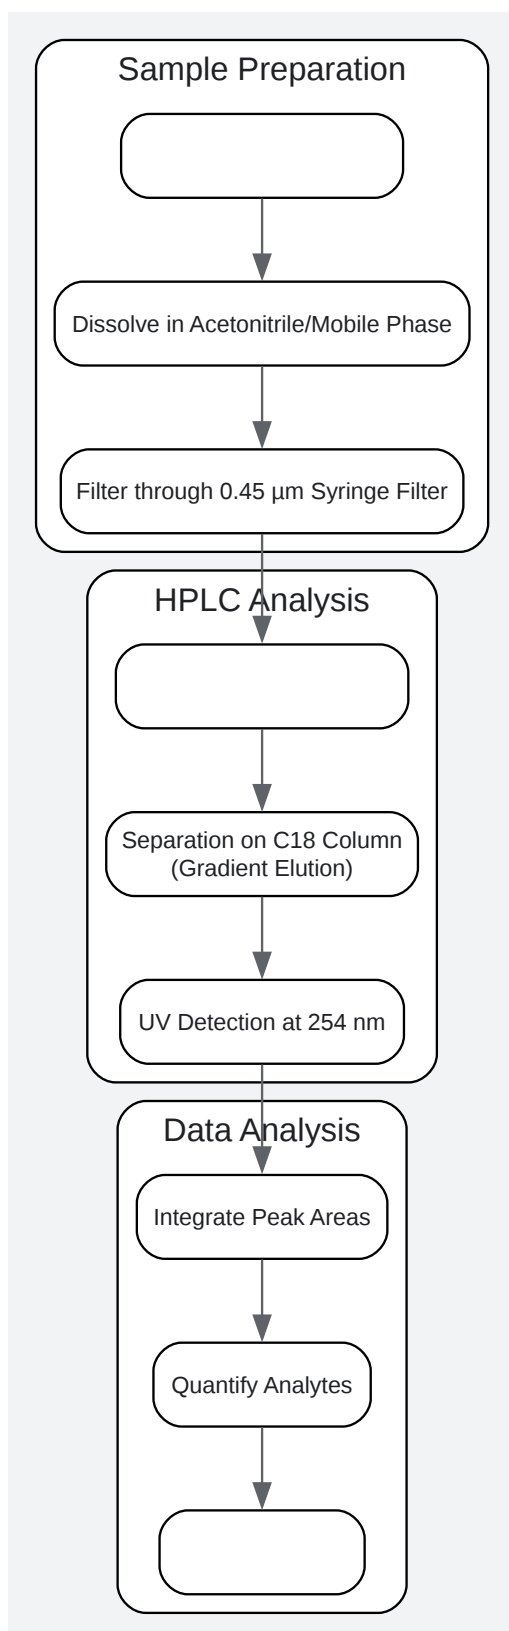 Sample Preparation
Dissolve in Acetonitrile/Mobile Phase
Filter through 0.45 µm Syringe Filter
HPLC Analysis
Separation on C18 Column
(Gradient Elution)
UV Detection at 254 nm
Data Analysis
Integrate Peak Areas
Quantify Analytes